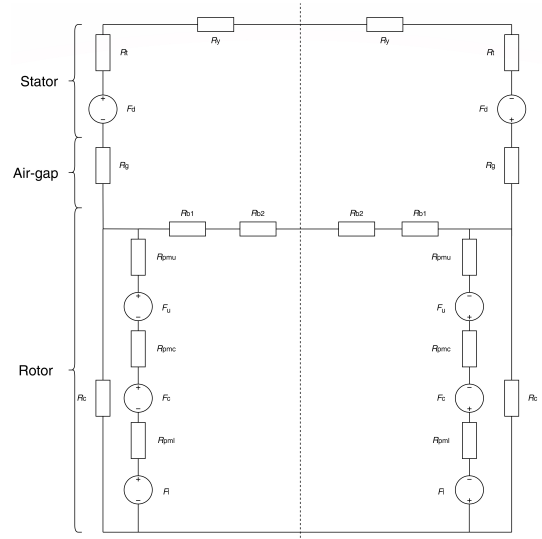 Ry Ry
Rt Rt
Stator
+ −
Fd Fd
− +
Air-gap Rg Rg
Rb1 Rb2 Rb2 Rb1
Rpmu Rpmu
+ −
Fu Fu
− +
Rpmc Rpmc
Rotor
+ −
Rc Fc Fc Rc
− +
Rpml Rpml
+ −
Fl Fl
− +